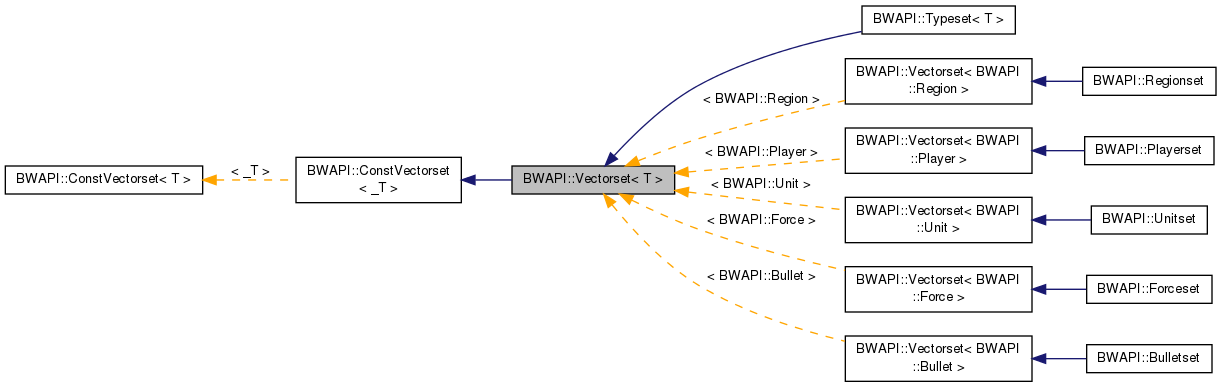 BWAPI::Typeset< T >
BWAPI::Vectorset< BWAPI
::Region >
BWAPI::Regionset
< BWAPI::Region >
BWAPI::Vectorset< BWAPI
::Player >
BWAPI::Playerset
< BWAPI::Player >
BWAPI::ConstVectorset< T >
< _T >
BWAPI::ConstVectorset
< _T >
BWAPI::Vectorset< T >
< BWAPI::Unit >
BWAPI::Vectorset< BWAPI
::Unit >
BWAPI::Unitset
< BWAPI::Force >
BWAPI::Vectorset< BWAPI
::Force >
BWAPI::Forceset
< BWAPI::Bullet >
BWAPI::Vectorset< BWAPI
::Bullet >
BWAPI::Bulletset